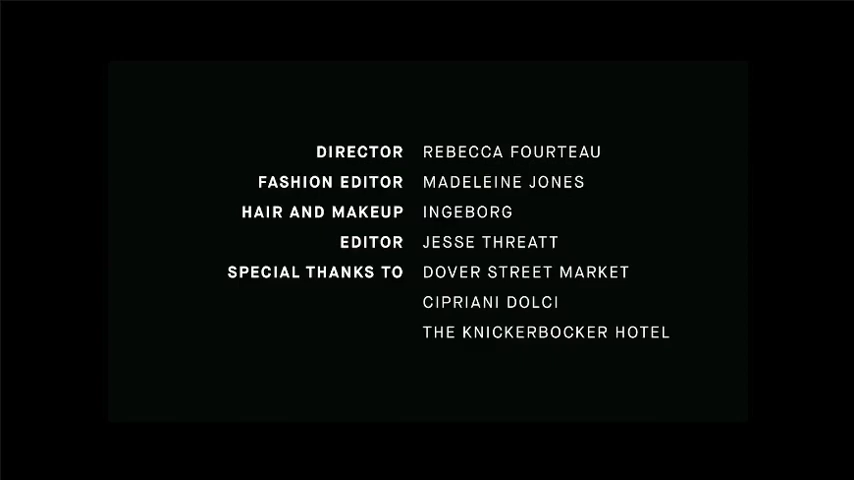 DIRECTOR REBECCA FOURTEAU
FASHION EDITOR MADELEINE JONES
HAIR AND MAKEUP INGEBORG
EDITOR JESSE THREATT
SPECIAL THANKS TO DOVER STREET MARKET
CIPRIANI DOLCI
THE KNICKERBOCKER HOTEL